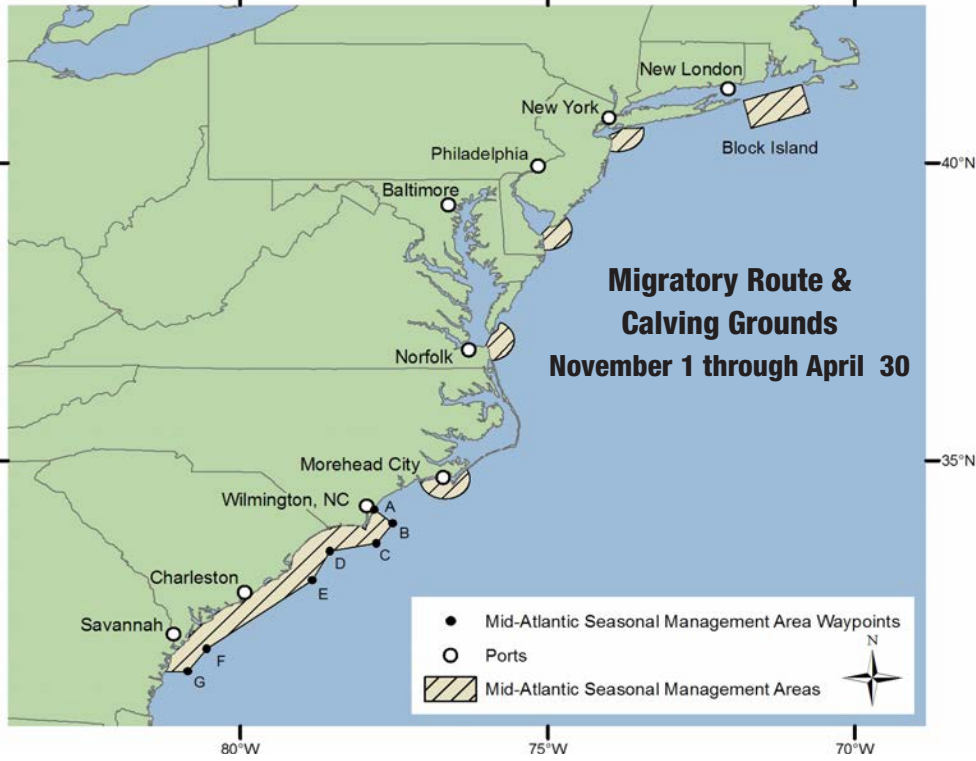 New London
New York
Block Island
Philadelphia
40°N
Baltimore
Migratory Route &
Calving Grounds
November 1 through April 30
Norfolk
35°N
Morehead City
Wilmington, NC
A
B
C
D
E
Charleston
Savannah
F
G
Mid-Atlantic Seasonal Management Area Waypoints
Ports
Mid-Atlantic Seasonal Management Areas
N
80°W
75°W
70°W